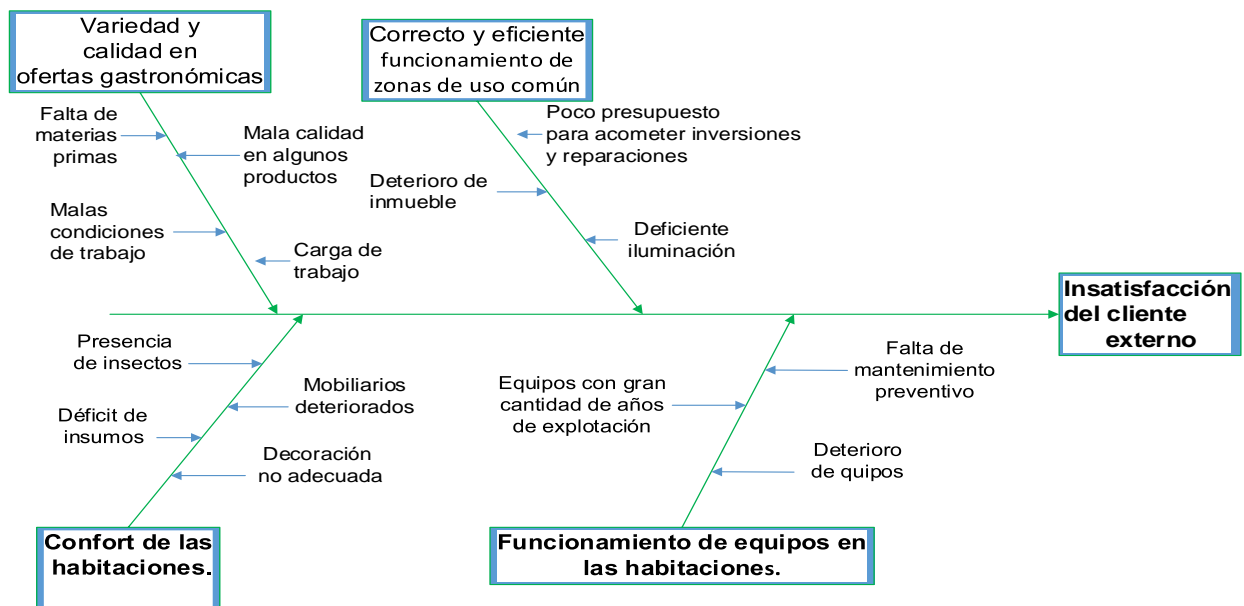 Variedad y
calidad en
ofertas gastronómicas
Correcto y eficiente
funcionamiento de
zonas de uso común
Falta de
materias
primas
Mala calidad
en algunos
productos
Malas
condiciones
de trabajo
Carga de
trabajo
Poco presupuesto
para acometer inversiones
y reparaciones
Deterioro de
inmueble
Deficiente
iluminación
Insatisfacción
del cliente
externo
Presencia
de insectos
Mobiliarios
deteriorados
Déficit de
insumos
Decoración
no adecuada
Equipos con gran
cantidad de años
de explotación
Falta de
mantenimiento
preventivo
Deterioro
de quipos
Confort de las
habitaciones.
Funcionamiento de equipos en
las habitaciones.